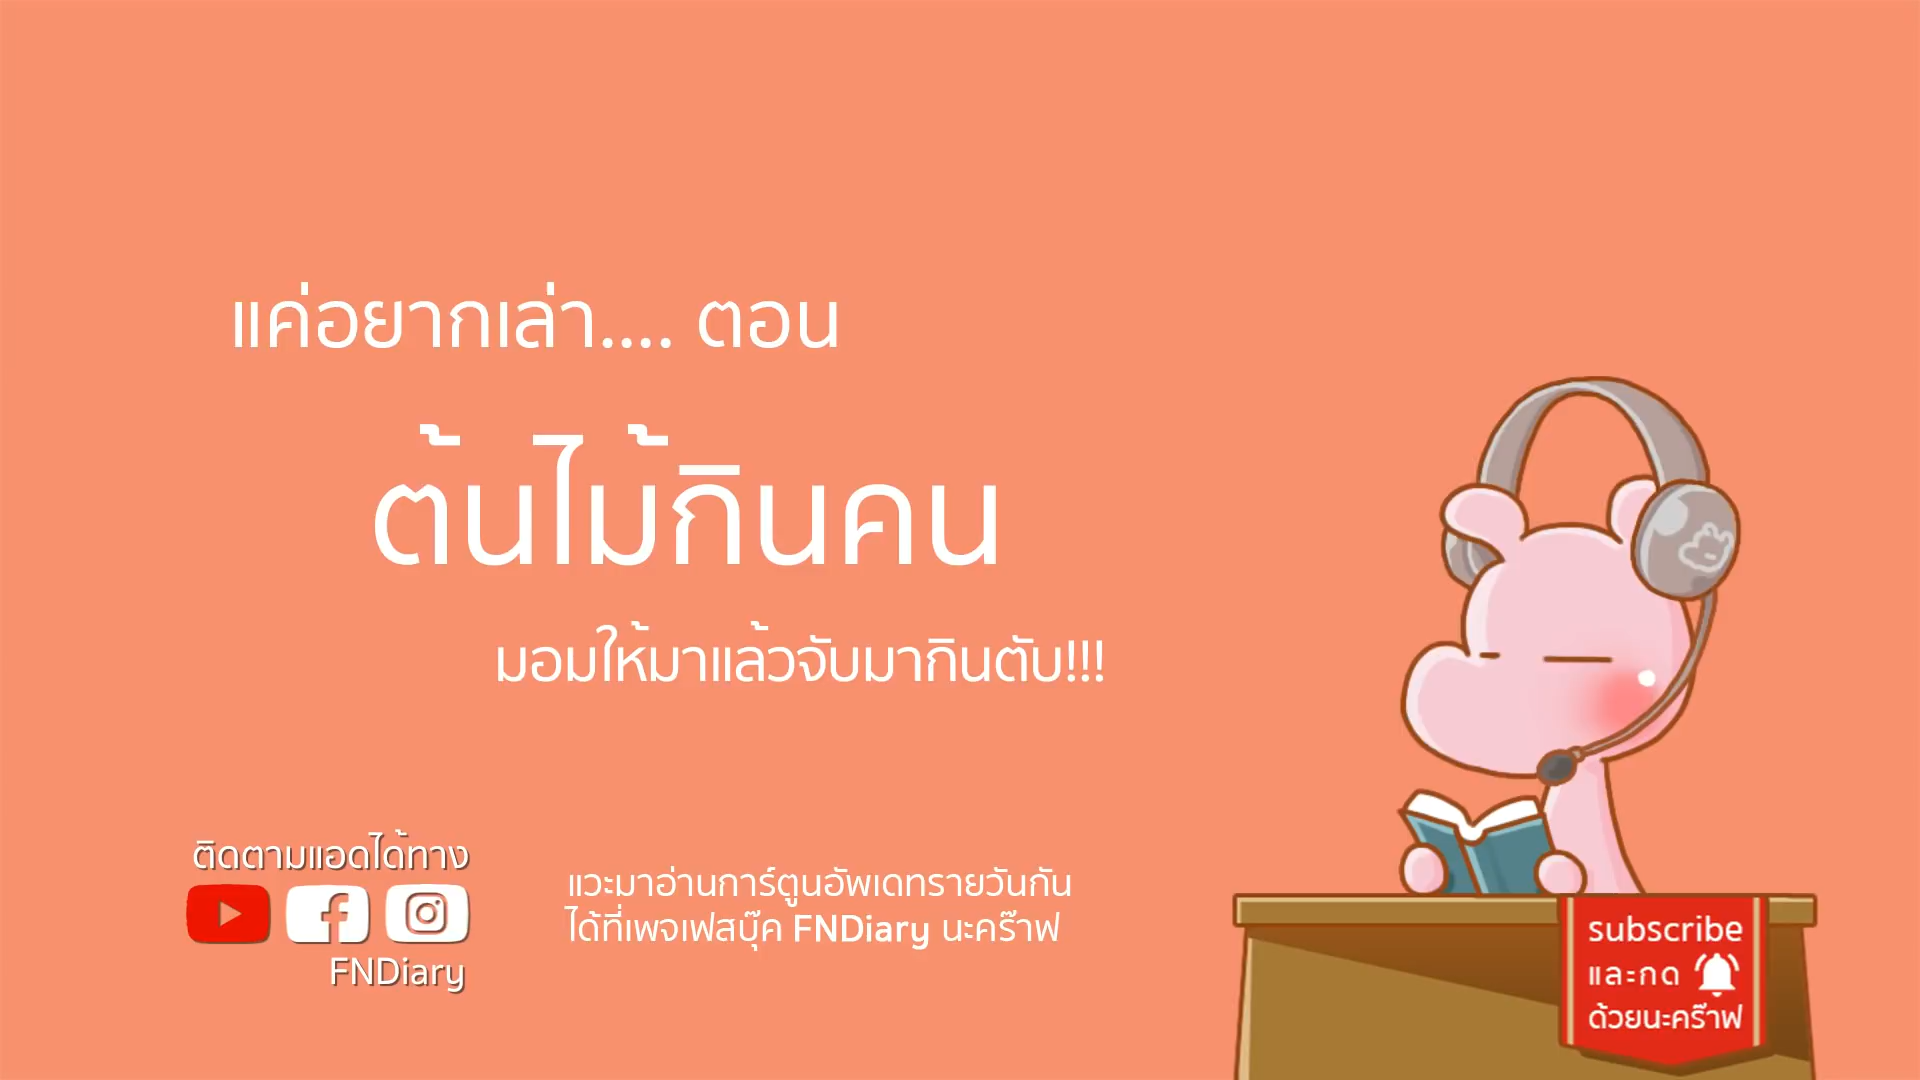 แค่อยากเล่า.... ตอน
ต้นไม้กินคน
มอมให้มาแล้วจับมากินตับ!!!
ติดตามแอดได้ทาง
FNDiary
แวะมาอ่านการ์ตูนอัพเดทรายวันกัน
ได้ที่เพจเฟสบุ๊ค FNDiary นะคร๊าฟ
subscribe
และกด
ด้วยนะคร๊าฟ